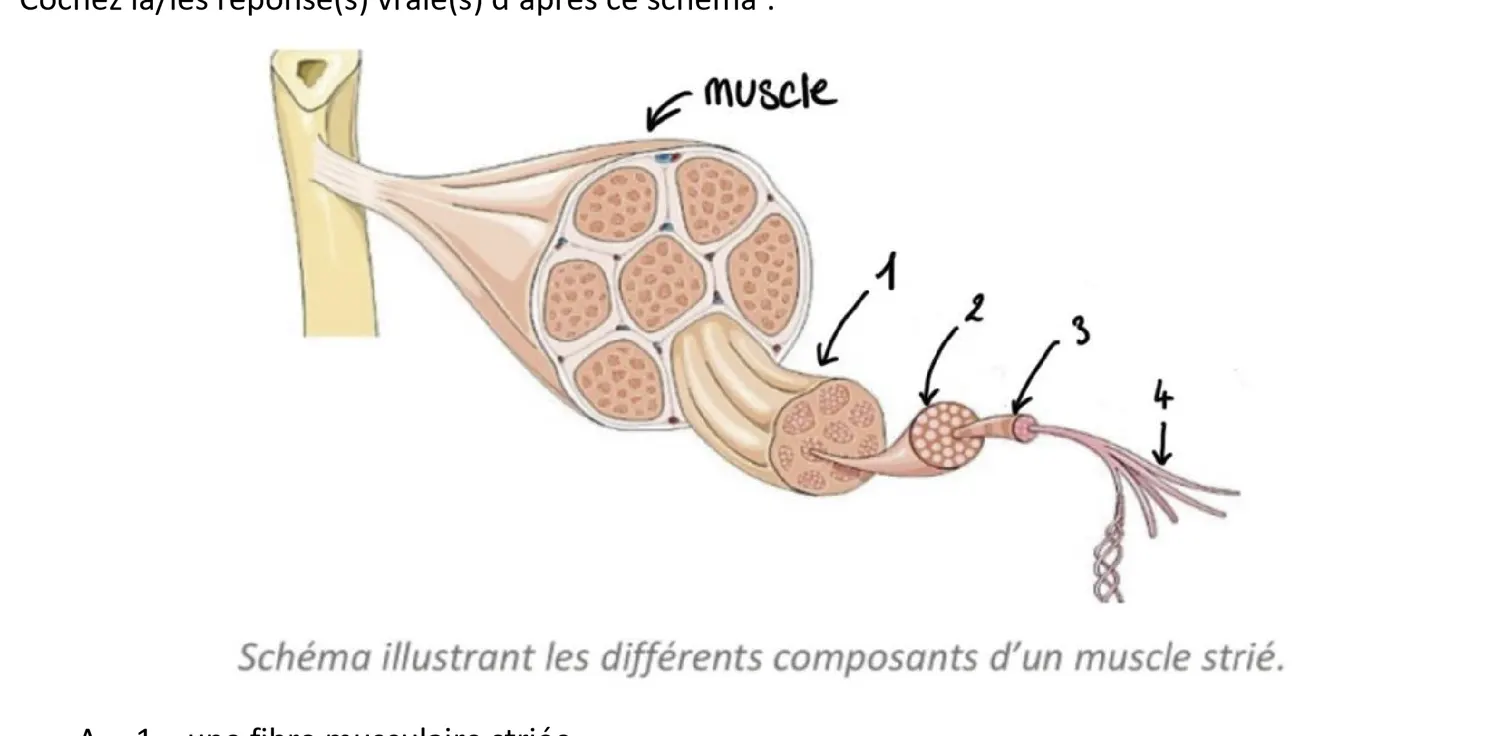 Cochez la/les réponse(s) vraie(s) d'après ce schéma :
muscle
1
2
3
4
Schéma illustrant les différents composants d'un muscle strié.
A. 1 = une fibre musculaire striée